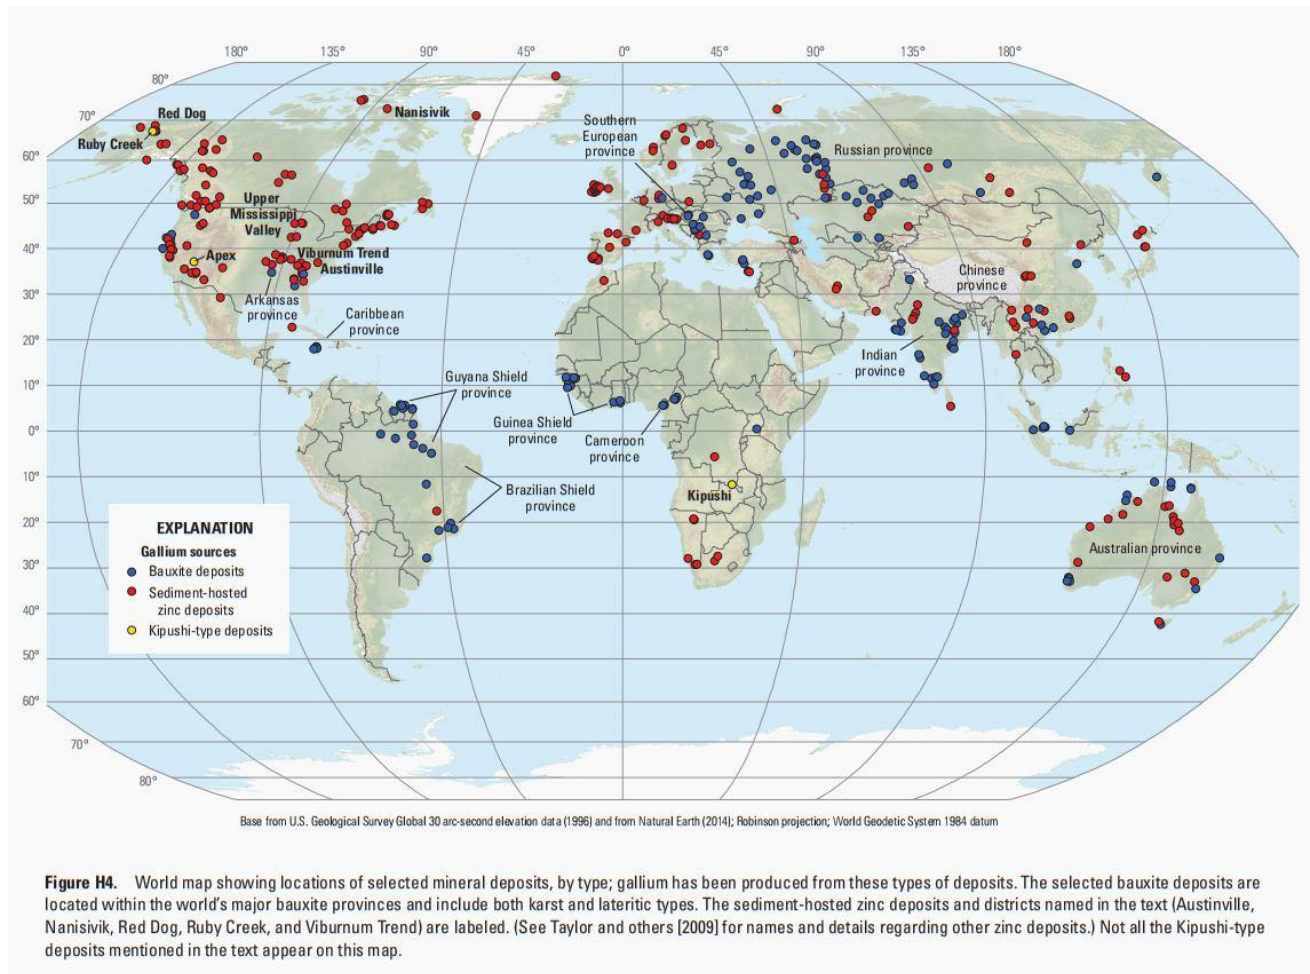 180° 135° 90° 45° 0° 45° 90° 135° 180°
80°
70°
60°
50°
40°
30°
20°
10°
0°
10°
20°
30°
40°
50°
60°
70°
80°
Red Dog
Ruby Creek
Nanisivik
Upper
Mississippi
Valley
Apex
Viburnum Trend
Austinville
Arkansas
province
Caribbean
province
Guyana Shield
province
Brazilian Shield
province
Southern
European
province
Russian province
Chinese
province
Indian
province
Guinea Shield
province
Cameroon
province
Kipushi
Australian province
EXPLANATION
Gallium sources
Bauxite deposits
Sediment-hosted
zinc deposits
Kipushi-type deposits
Base from U.S. Geological Survey Global 30 arc-second elevation data (1996) and from Natural Earth (2014); Robinson projection; World Geodetic System 1984 datum
Figure H4. World map showing locations of selected mineral deposits, by type; gallium has been produced from these types of deposits. The selected bauxite deposits are
located within the world's major bauxite provinces and include both karst and lateritic types. The sediment-hosted zinc deposits and districts named in the text (Austinville,
Nanisivik, Red Dog, Ruby Creek, and Viburnum Trend) are labeled. (See Taylor and others [2009] for names and details regarding other zinc deposits.) Not all the Kipushi-type
deposits mentioned in the text appear on this map.